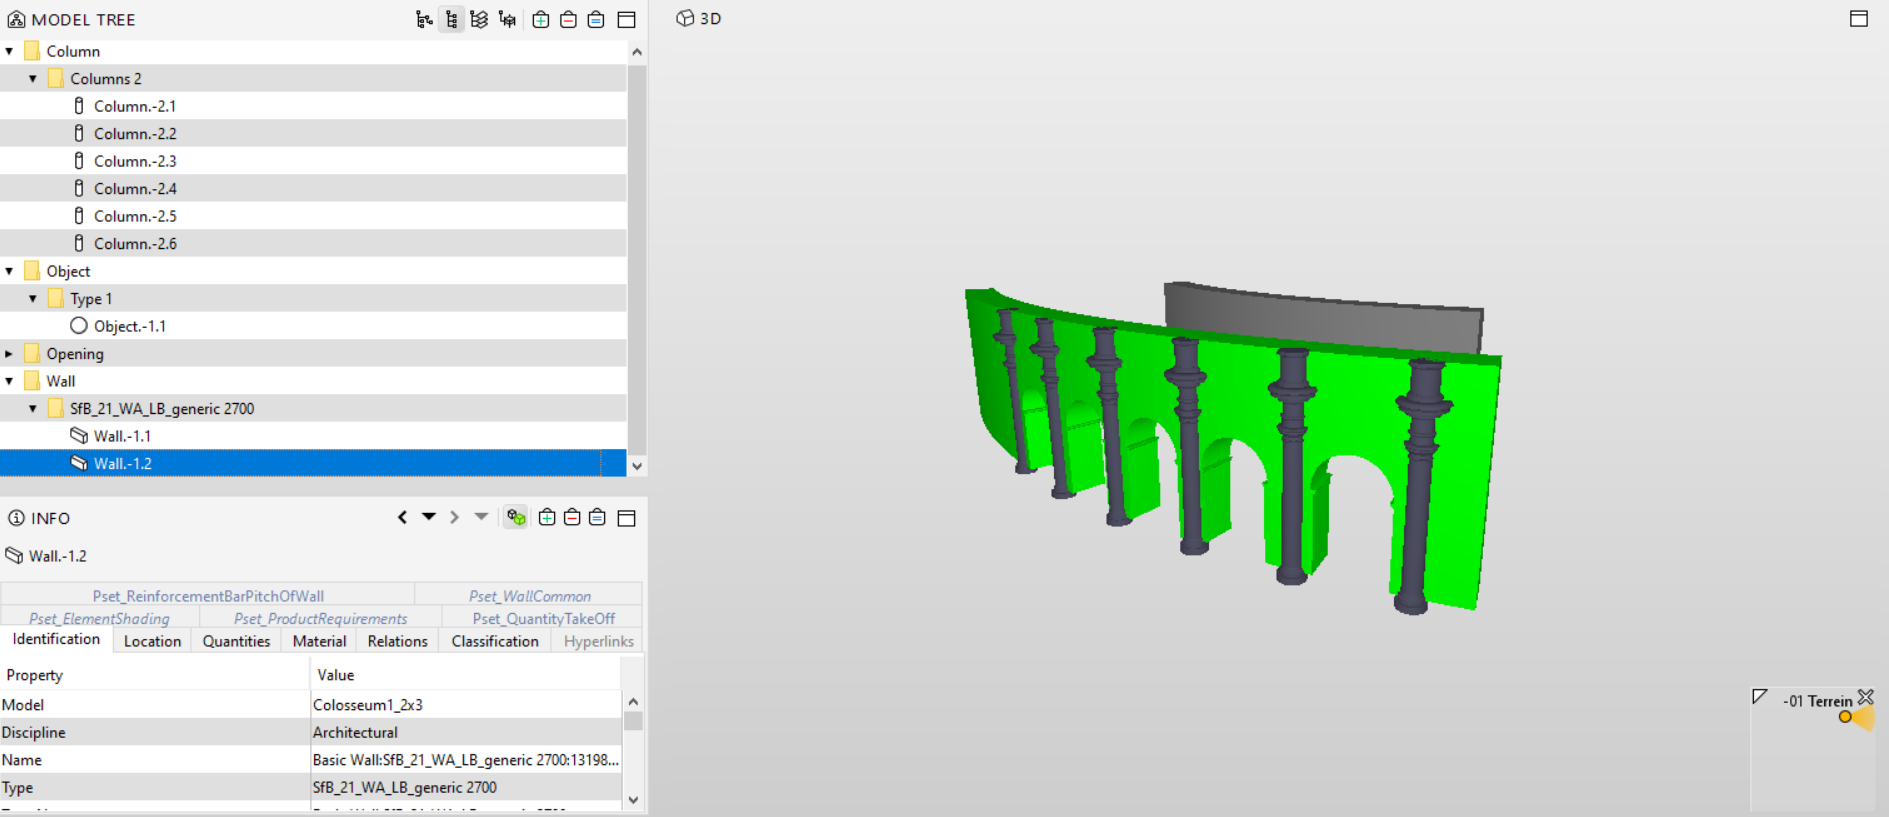 MODEL TREE
Column
Columns 2
Column.-2.1
Column.-2.2
Column.-2.3
Column.-2.4
Column.-2.5
Column.-2.6
Object
Type 1
Object.-1.1
Opening
Wall
SfB_21_WA_LB_generic 2700
Wall.-1.1
Wall.-1.2
INFO
Wall.-1.2
Pset_ReinforcementBarPitchOfWall Pset_WallCommon
Pset_ElementShading Pset_ProductRequirements Pset_QuantityTakeOff
Identification Location Quantities Material Relations Classification Hyperlinks
Property Value
Model Colosseum1_2x3
Discipline Architectural
Name Basic Wall:SfB_21_WA_LB_generic 2700:13198...
Type SfB_21_WA_LB_generic 2700
3D
-01 Terrein